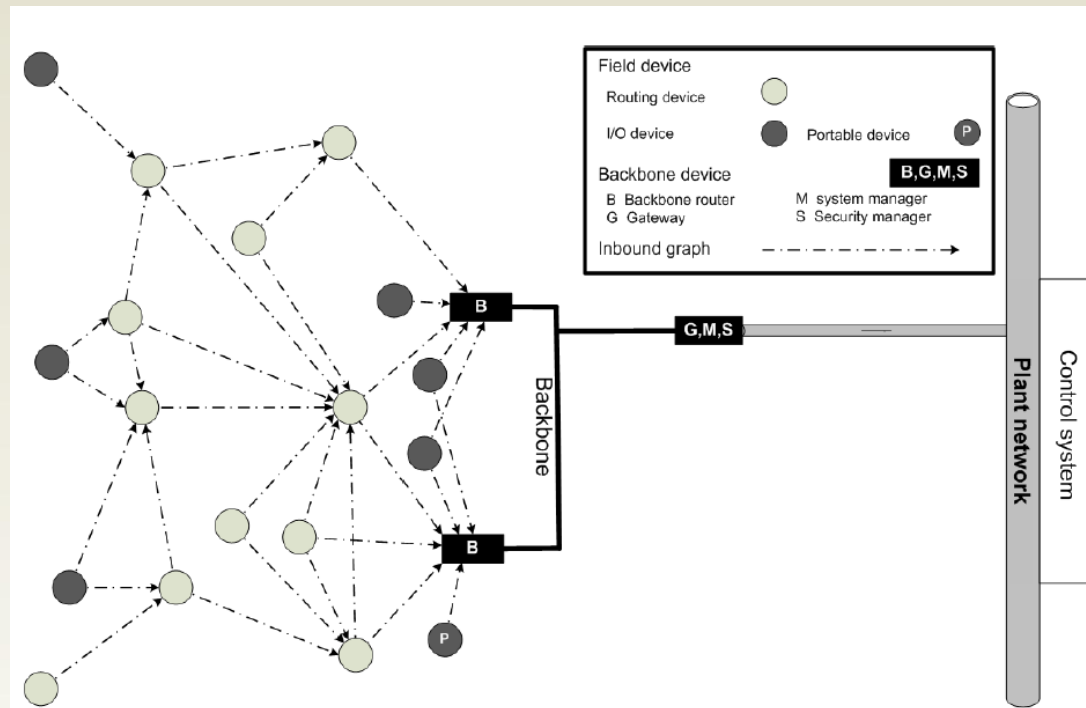 Field device
Routing device
I/O device
Portable device
P
Backbone device
B,G,M,S
B Backbone router
M system manager
G Gateway
S Security manager
Inbound graph
B
G,M,S
Backbone
Plant network
Control system
B
P